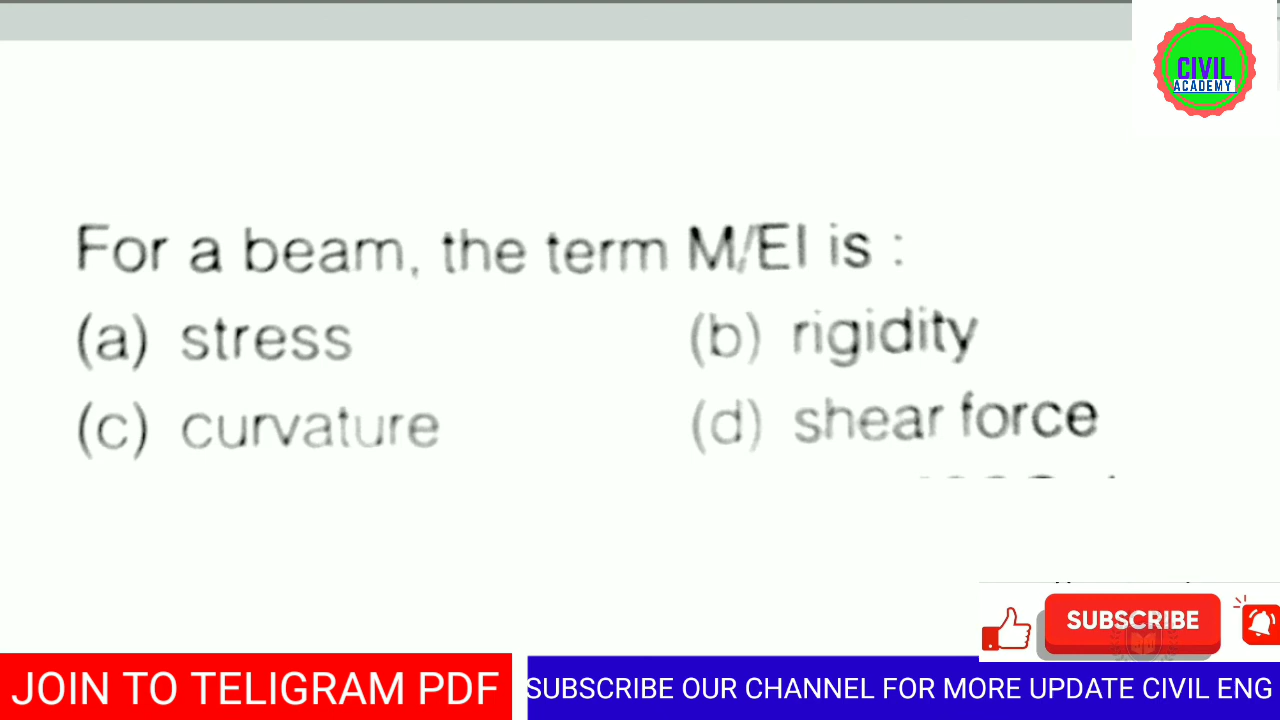 CIVIL
ACADEMY
For a beam, the term M/EI is :
(a) stress (b) rigidity
(c) curvature (d) shear force
SUBSCRIBE
JOIN TO TELIGRAM PDF
SUBSCRIBE OUR CHANNEL FOR MORE UPDATE CIVIL ENG